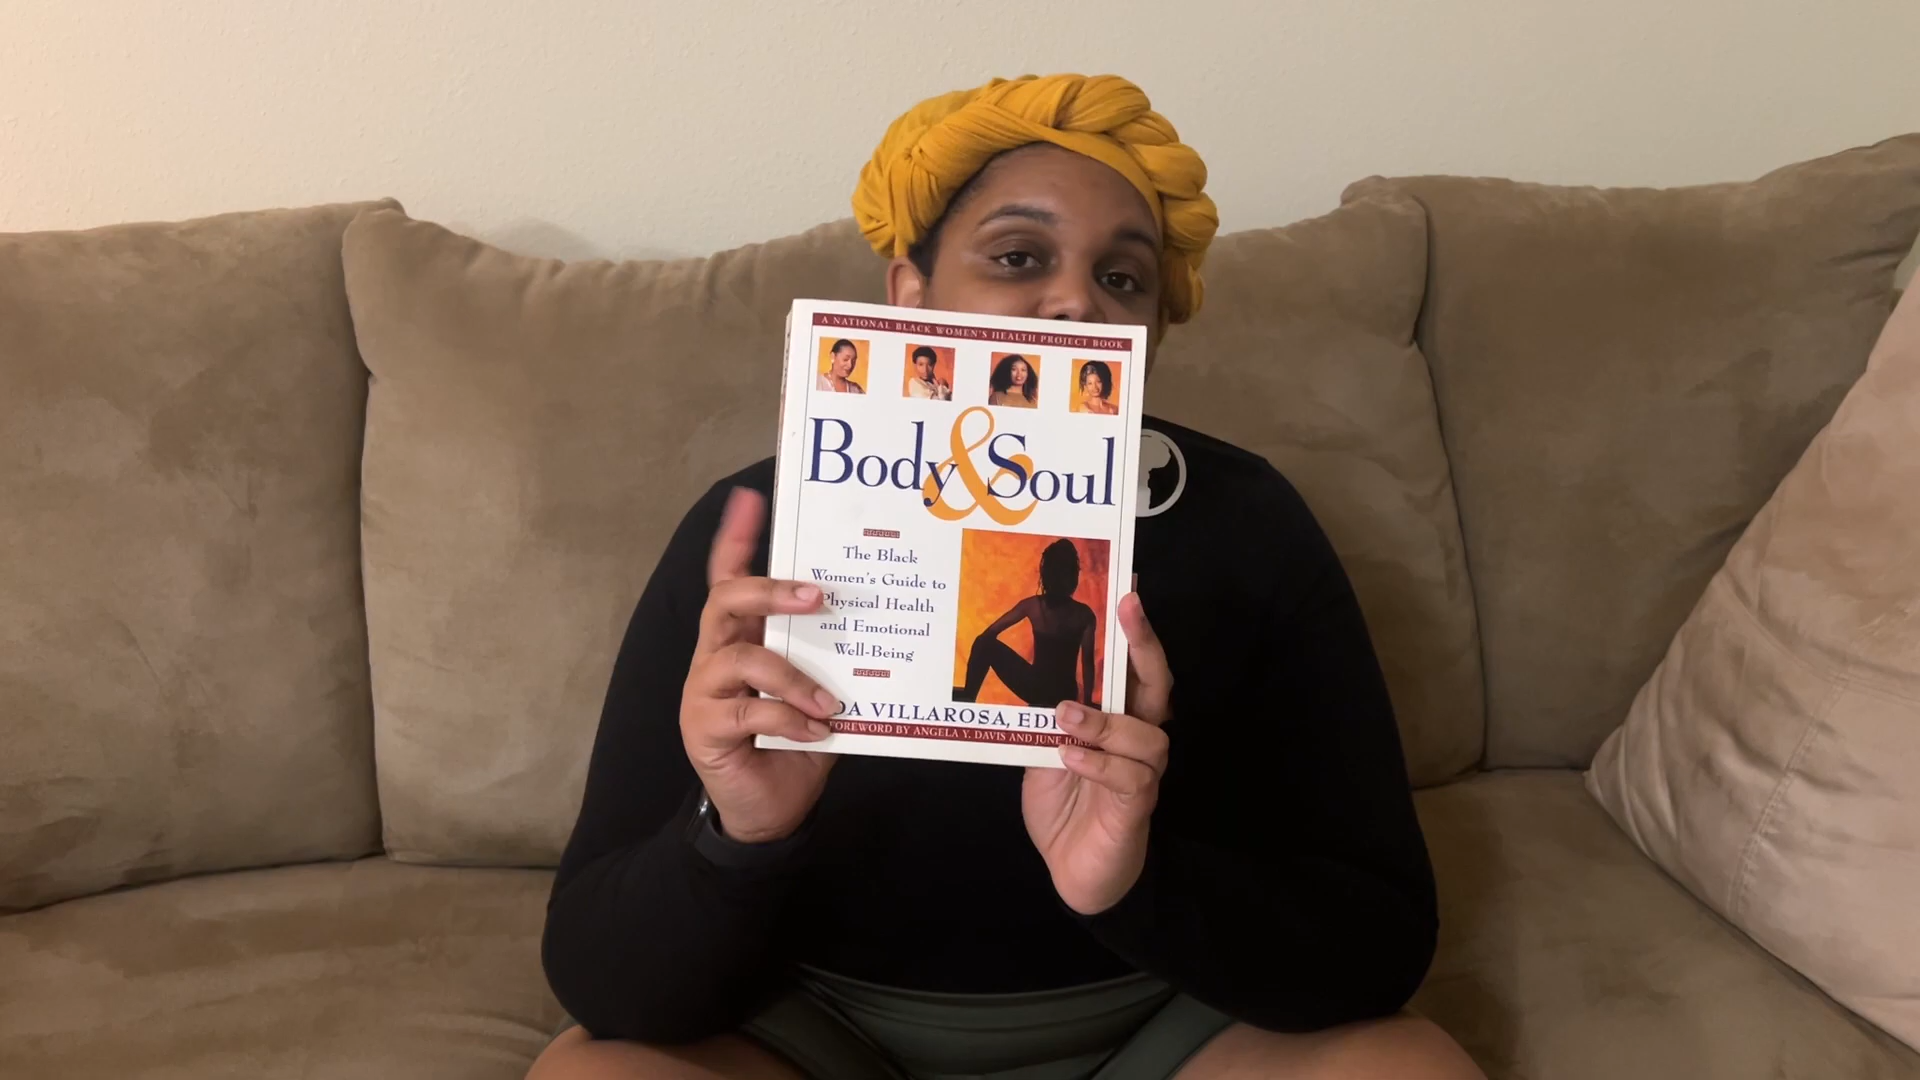 A NATIONAL BLACK WOMEN'S HEALTH PROJECT BOOK
Body & Soul
The Black
Women's Guide to
Physical Health
and Emotional
Well-Being
VILLAROSA,
FOREWORD BY ANGELA Y. DAVIS AND JUNE